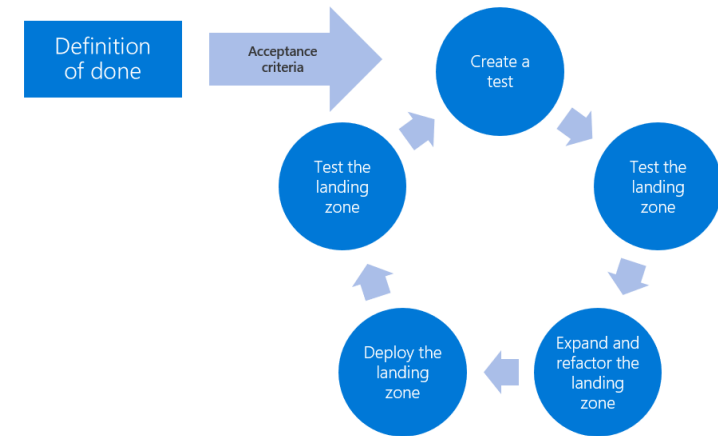 Definition
of done
Acceptance
criteria
Create a
test
Test the
landing
zone
Expand and
refactor the
landing
zone
Deploy the
landing
zone
Test the
landing
zone